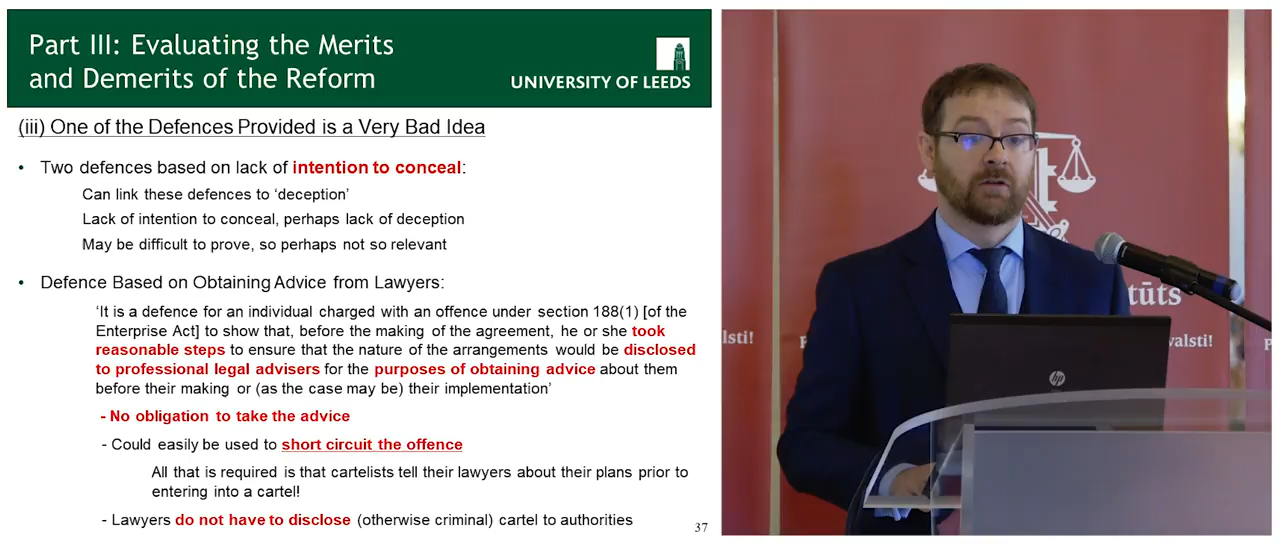 Part III: Evaluating the Merits
and Demerits of the Reform
UNIVERSITY OF LEEDS
(iii) One of the Defences Provided is a Very Bad Idea
• Two defences based on lack of intention to conceal:
Can link these defences to ‘deception’
Lack of intention to conceal, perhaps lack of deception
May be difficult to prove, so perhaps not so relevant
• Defence Based on Obtaining Advice from Lawyers:
‘It is a defence for an individual charged with an offence under section 188(1) [of the
Enterprise Act] to show that, before the making of the agreement, he or she took
reasonable steps to ensure that the nature of the arrangements would be disclosed
to professional legal advisers for the purposes of obtaining advice about them
before their making or (as the case may be) their implementation’
- No obligation to take the advice
- Could easily be used to short circuit the offence
All that is required is that cartelists tell their lawyers about their plans prior to
entering into a cartel!
- Lawyers do not have to disclose (otherwise criminal) cartel to authorities
37
tūts
lsti!
valsti!
hp